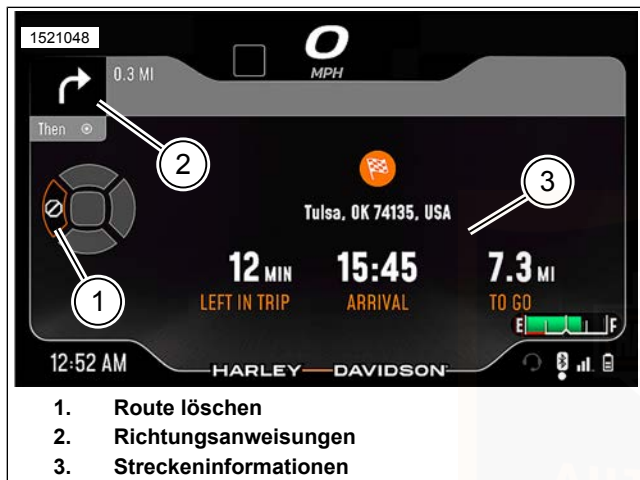 1521048
0
MPH
0.3 MI
Then
2
3
Tulsa, OK 74135, USA
12 MIN 15:45 7.3 MI
LEFT IN TRIP ARRIVAL TO GO
1
E F
12:52 AM HARLEY-DAVIDSON
1. Route löschen
2. Richtungsanweisungen
3. Streckeninformationen